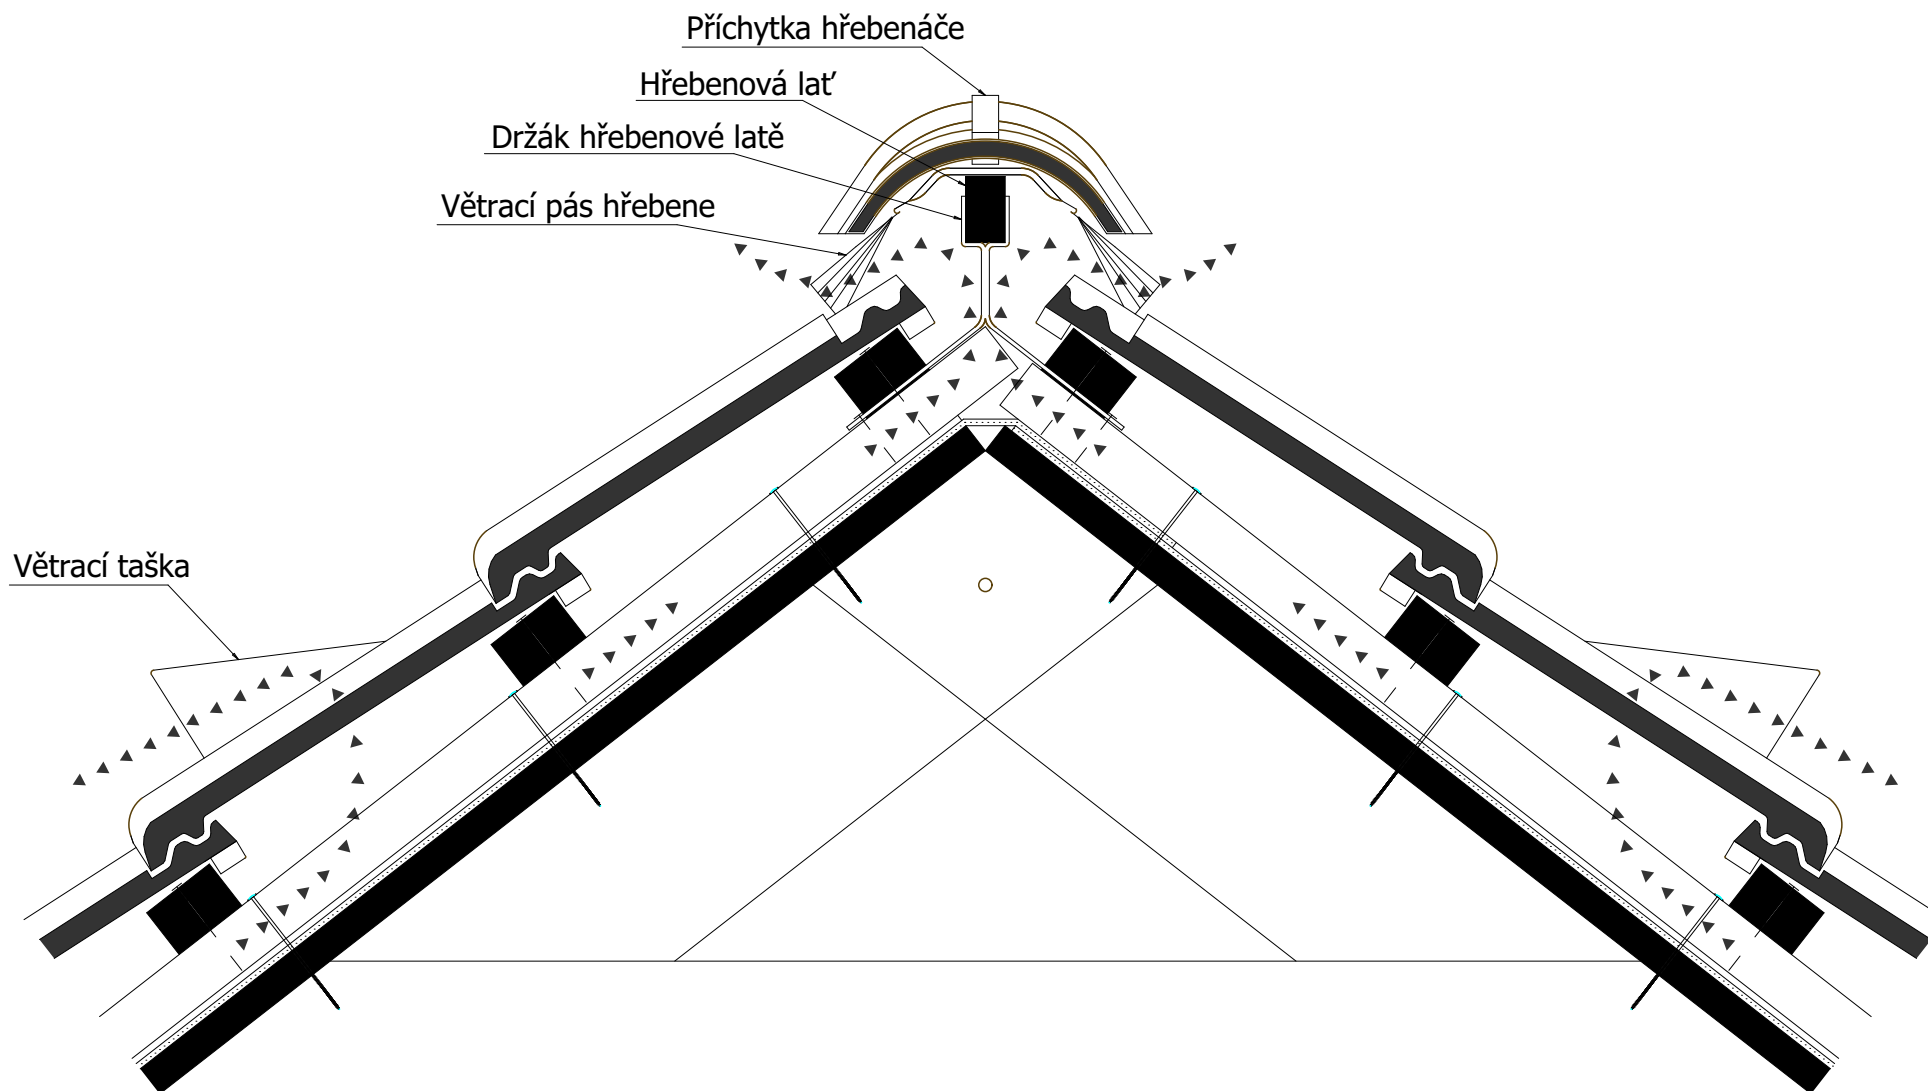 Příchytka hřebenáče
Hřebenová lať
Držák hřebenové latě
Větrací pás hřebene
Větrací taška